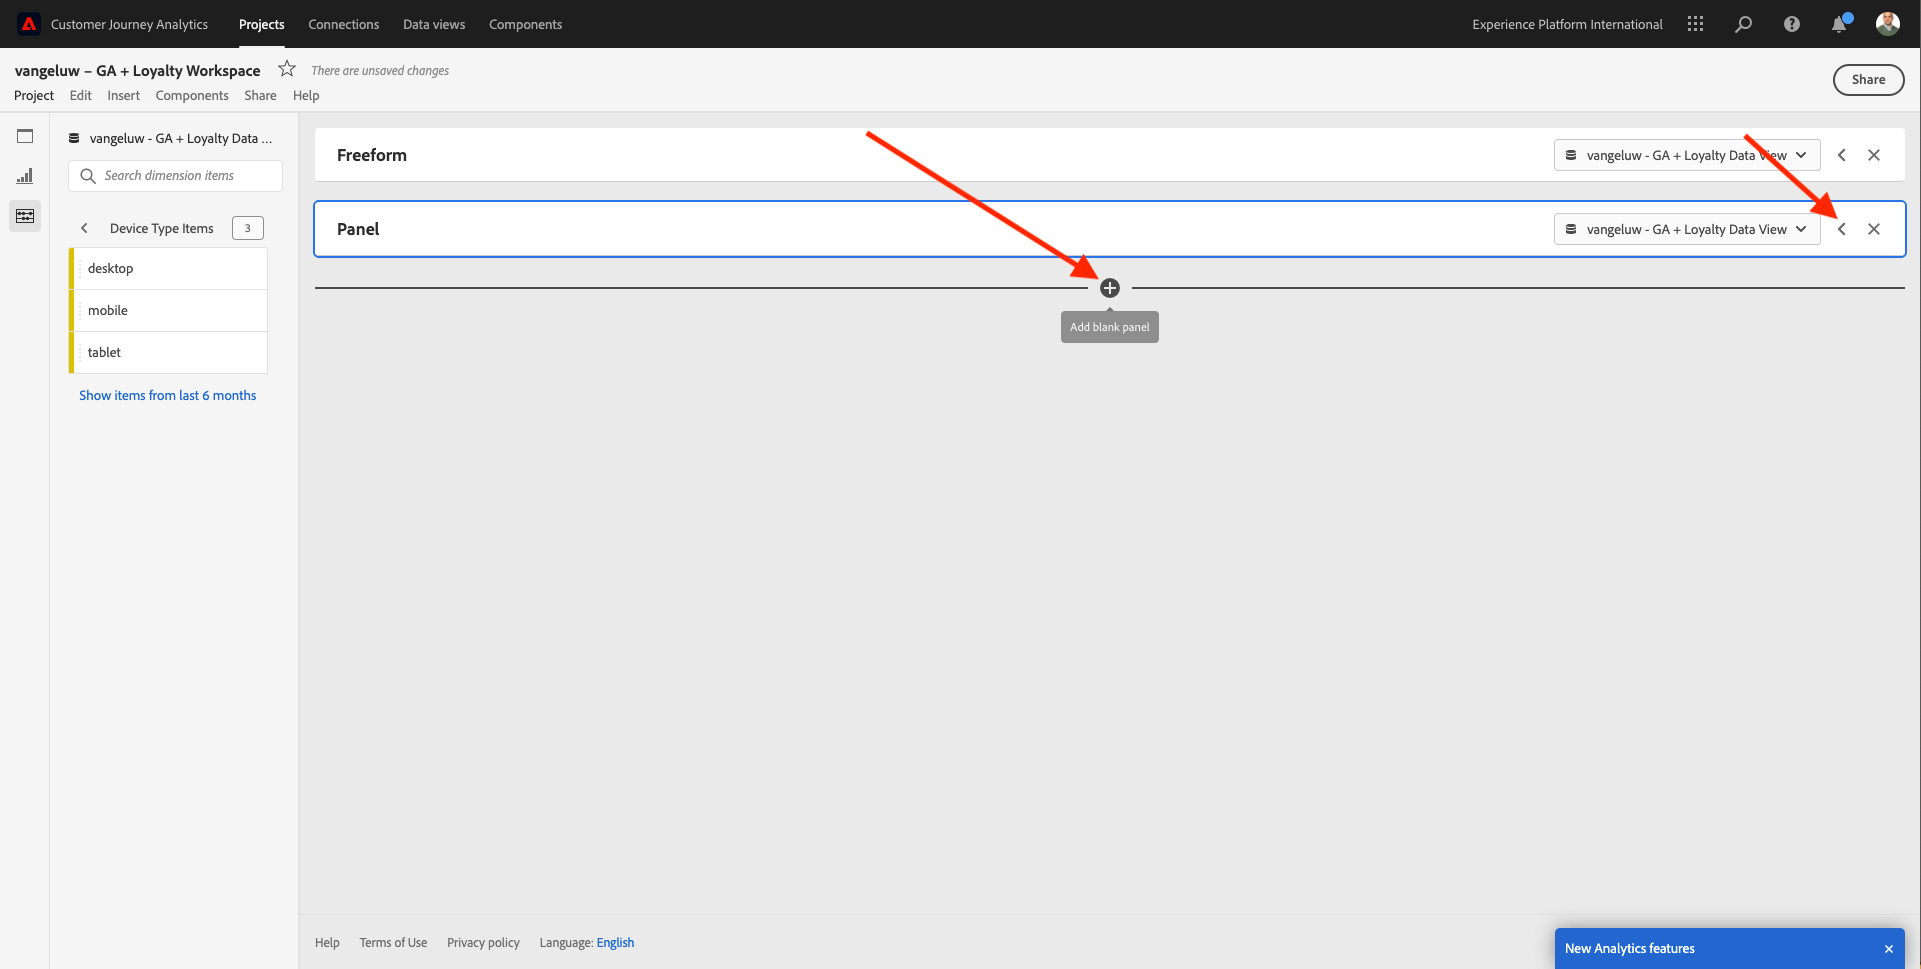 Customer Journey Analytics Projects Connections Data views Components Experience Platform International
vangeluw – GA + Loyalty Workspace There are unsaved changes
Share
Project Edit Insert Components Share Help
vangeluw - GA + Loyalty Data ...
Search dimension items
Device Type Items 3
desktop
mobile
tablet
Show items from last 6 months
Freeform vangeluw - GA + Loyalty Data View
Panel vangeluw - GA + Loyalty Data View
Add blank panel
Help Terms of Use Privacy policy Language: English
New Analytics features